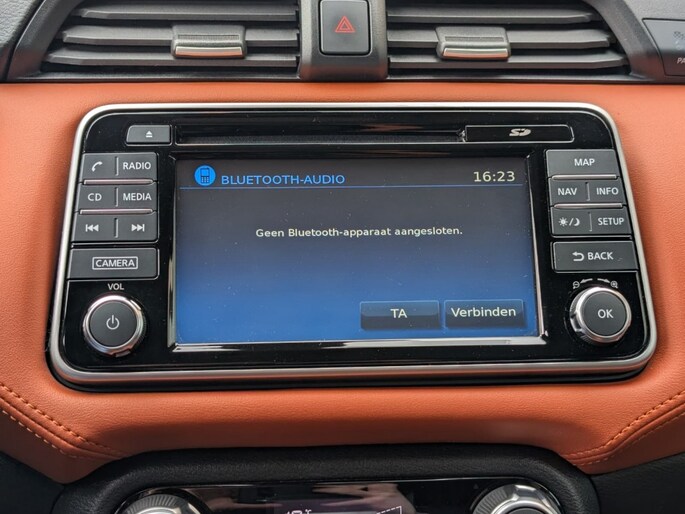 PA
SD
RADIO
CD
MEDIA
CAMERA
VOL
BLUETOOTH-AUDIO
16:23
Geen Bluetooth-apparaat aangesloten.
TA
Verbinden
MAP
NAV
INFO
SETUP
BACK
OK